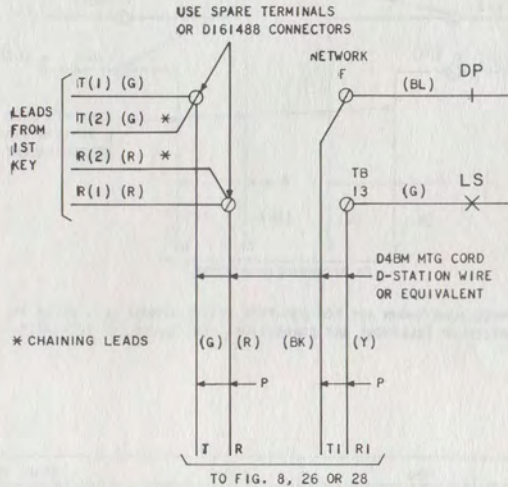 USE SPARE TERMINALS
OR D161488 CONNECTORS
NETWORK
F
(BL)
DP
T(1) (G)
T(2) (G) *
R(2) (R) *
R(1) (R)
LEADS
FROM
1ST
KEY
TB
13
(G)
LS
D4BM MTG CORD
D-STATION WIRE
OR EQUIVALENT
* CHAINING LEADS
(G) (R) (BK) (Y)
P P
T R T1 R1
TO FIG. 8, 26 OR 28